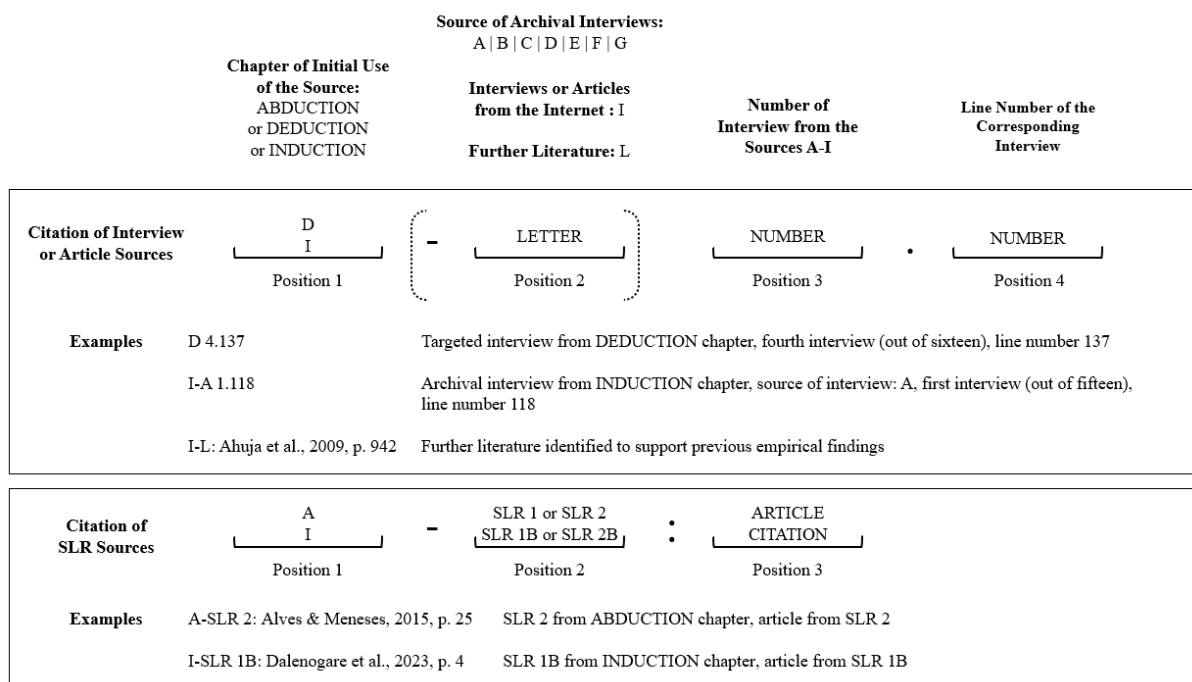 Source of Archival Interviews:
A | B | C | D | E | F | G
Chapter of Initial Use
of the Source:
ABDUCTION
or DEDUCTION
or INDUCTION
Interviews or Articles
from the Internet : I
Further Literature: L
Number of
Interview from the
Sources A-I
Line Number of the
Corresponding
Interview
Citation of Interview
or Article Sources
D
I
Position 1
-
LETTER
Position 2
NUMBER
Position 3
.
NUMBER
Position 4
Examples
D 4.137
Targeted interview from DEDUCTION chapter, fourth interview (out of sixteen), line number 137
I-A 1.118
Archival interview from INDUCTION chapter, source of interview: A, first interview (out of fifteen),
line number 118
I-L: Ahuja et al., 2009, p. 942
Further literature identified to support previous empirical findings
Citation of
SLR Sources
A
I
Position 1
-
SLR 1 or SLR 2
SLR 1B or SLR 2B
Position 2
:
ARTICLE
CITATION
Position 3
Examples
A-SLR 2: Alves & Meneses, 2015, p. 25
SLR 2 from ABDUCTION chapter, article from SLR 2
I-SLR 1B: Dalenogare et al., 2023, p. 4
SLR 1B from INDUCTION chapter, article from SLR 1B